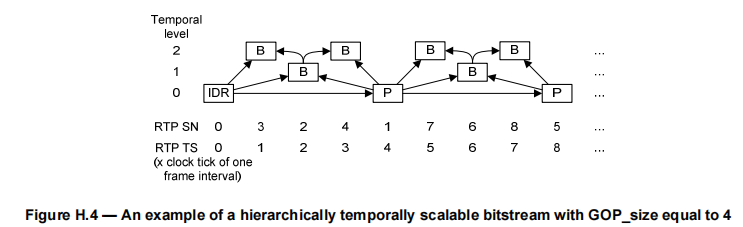 Temporal
level
2 B B B B ...
1 B B ...
0 IDR P P ...
RTP SN 0 3 2 4 1 7 6 8 5 ...
RTP TS 0 1 2 3 4 5 6 7 8 ...
(x clock tick of one
frame interval)
Figure H.4 — An example of a hierarchically temporally scalable bitstream with GOP_size equal to 4